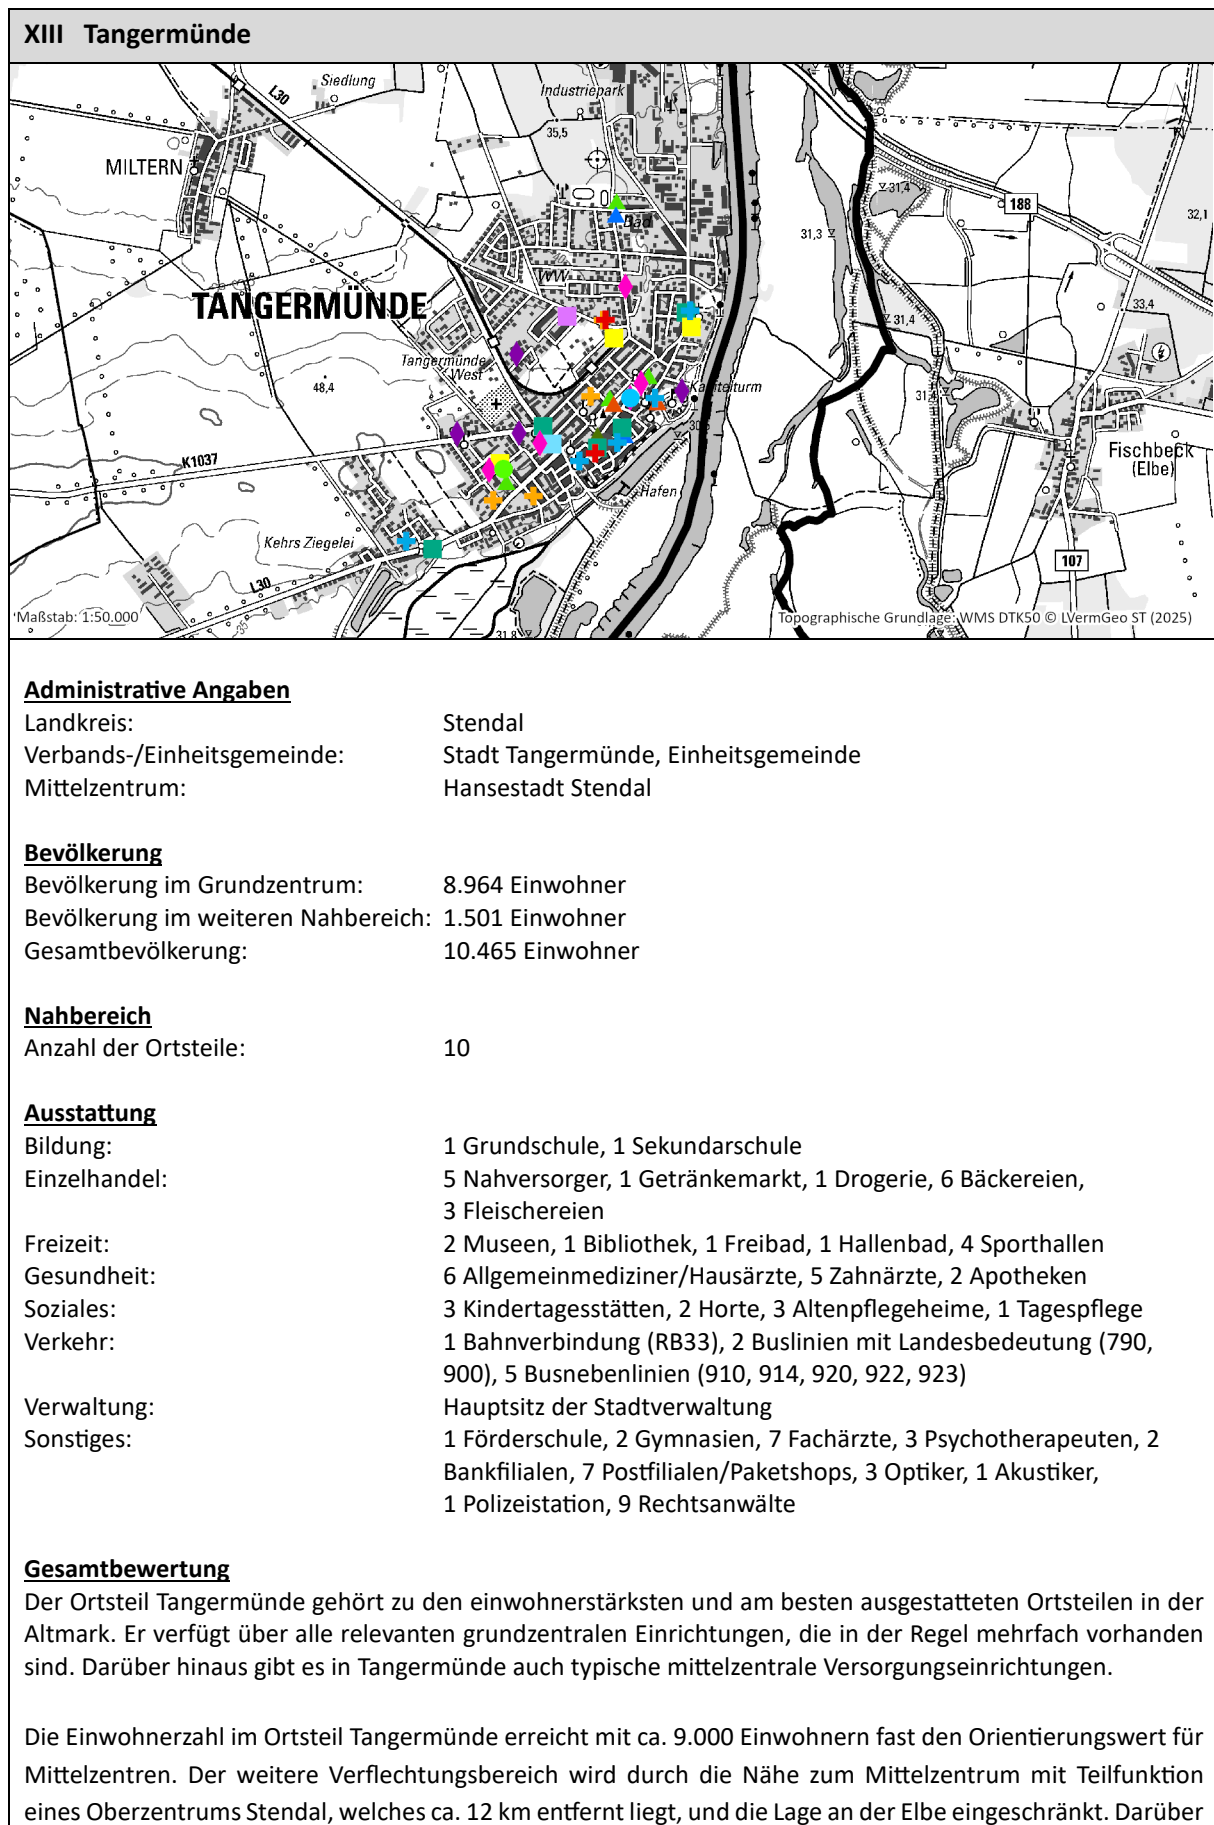 XIII Tangermünde
Siedlung
L30
Industriepark
35,5
MILTERN
31,4
188
32,1
31,3
Bad
WW
TANGERMÜNDE
33,4
31,4
Tangermünde
West
48,4
Kapitelturm
31,4
K1037
Fischbeck
(Elbe)
Hafen
Kehrs Ziegelei
L30
107
35
31,8
Maßstab: 1:50.000
Topographische Grundlage: WMS DTK50 © LVermGeo ST (2025)
Administrative Angaben
Landkreis: Stendal
Verbands-/Einheitsgemeinde: Stadt Tangermünde, Einheitsgemeinde
Mittelzentrum: Hansestadt Stendal
Bevölkerung
Bevölkerung im Grundzentrum: 8.964 Einwohner
Bevölkerung im weiteren Nahbereich: 1.501 Einwohner
Gesamtbevölkerung: 10.465 Einwohner
Nahbereich
Anzahl der Ortsteile: 10
Ausstattung
Bildung: 1 Grundschule, 1 Sekundarschule
Einzelhandel: 5 Nahversorger, 1 Getränkemarkt, 1 Drogerie, 6 Bäckereien,
3 Fleischereien
Freizeit: 2 Museen, 1 Bibliothek, 1 Freibad, 1 Hallenbad, 4 Sporthallen
Gesundheit: 6 Allgemeinmediziner/Hausärzte, 5 Zahnärzte, 2 Apotheken
Soziales: 3 Kindertagesstätten, 2 Horte, 3 Altenpflegeheime, 1 Tagespflege
Verkehr: 1 Bahnverbindung (RB33), 2 Buslinien mit Landesbedeutung (790,
900), 5 Busnebenlinien (910, 914, 920, 922, 923)
Verwaltung: Hauptsitz der Stadtverwaltung
Sonstiges: 1 Förderschule, 2 Gymnasien, 7 Fachärzte, 3 Psychotherapeuten, 2
Bankfilialen, 7 Postfilialen/Paketshops, 3 Optiker, 1 Akustiker,
1 Polizeistation, 9 Rechtsanwälte
Gesamtbewertung
Der Ortsteil Tangermünde gehört zu den einwohnerstärksten und am besten ausgestatteten Ortsteilen in der
Altmark. Er verfügt über alle relevanten grundzentralen Einrichtungen, die in der Regel mehrfach vorhanden
sind. Darüber hinaus gibt es in Tangermünde auch typische mittelzentrale Versorgungseinrichtungen.
Die Einwohnerzahl im Ortsteil Tangermünde erreicht mit ca. 9.000 Einwohnern fast den Orientierungswert für
Mittelzentren. Der weitere Verflechtungsbereich wird durch die Nähe zum Mittelzentrum mit Teilfunktion
eines Oberzentrums Stendal, welches ca. 12 km entfernt liegt, und die Lage an der Elbe eingeschränkt. Darüber